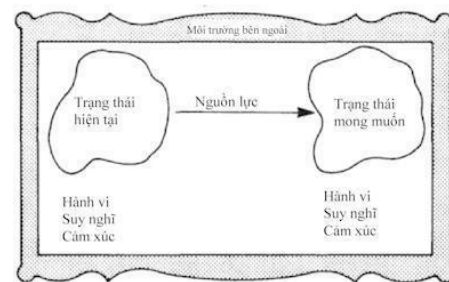 Môi trường bên ngoài
Trạng thái
hiện tại
Nguồn lực
Trạng thái
mong muốn
Hành vi
Suy nghĩ
Cảm xúc
Hành vi
Suy nghĩ
Cảm xúc